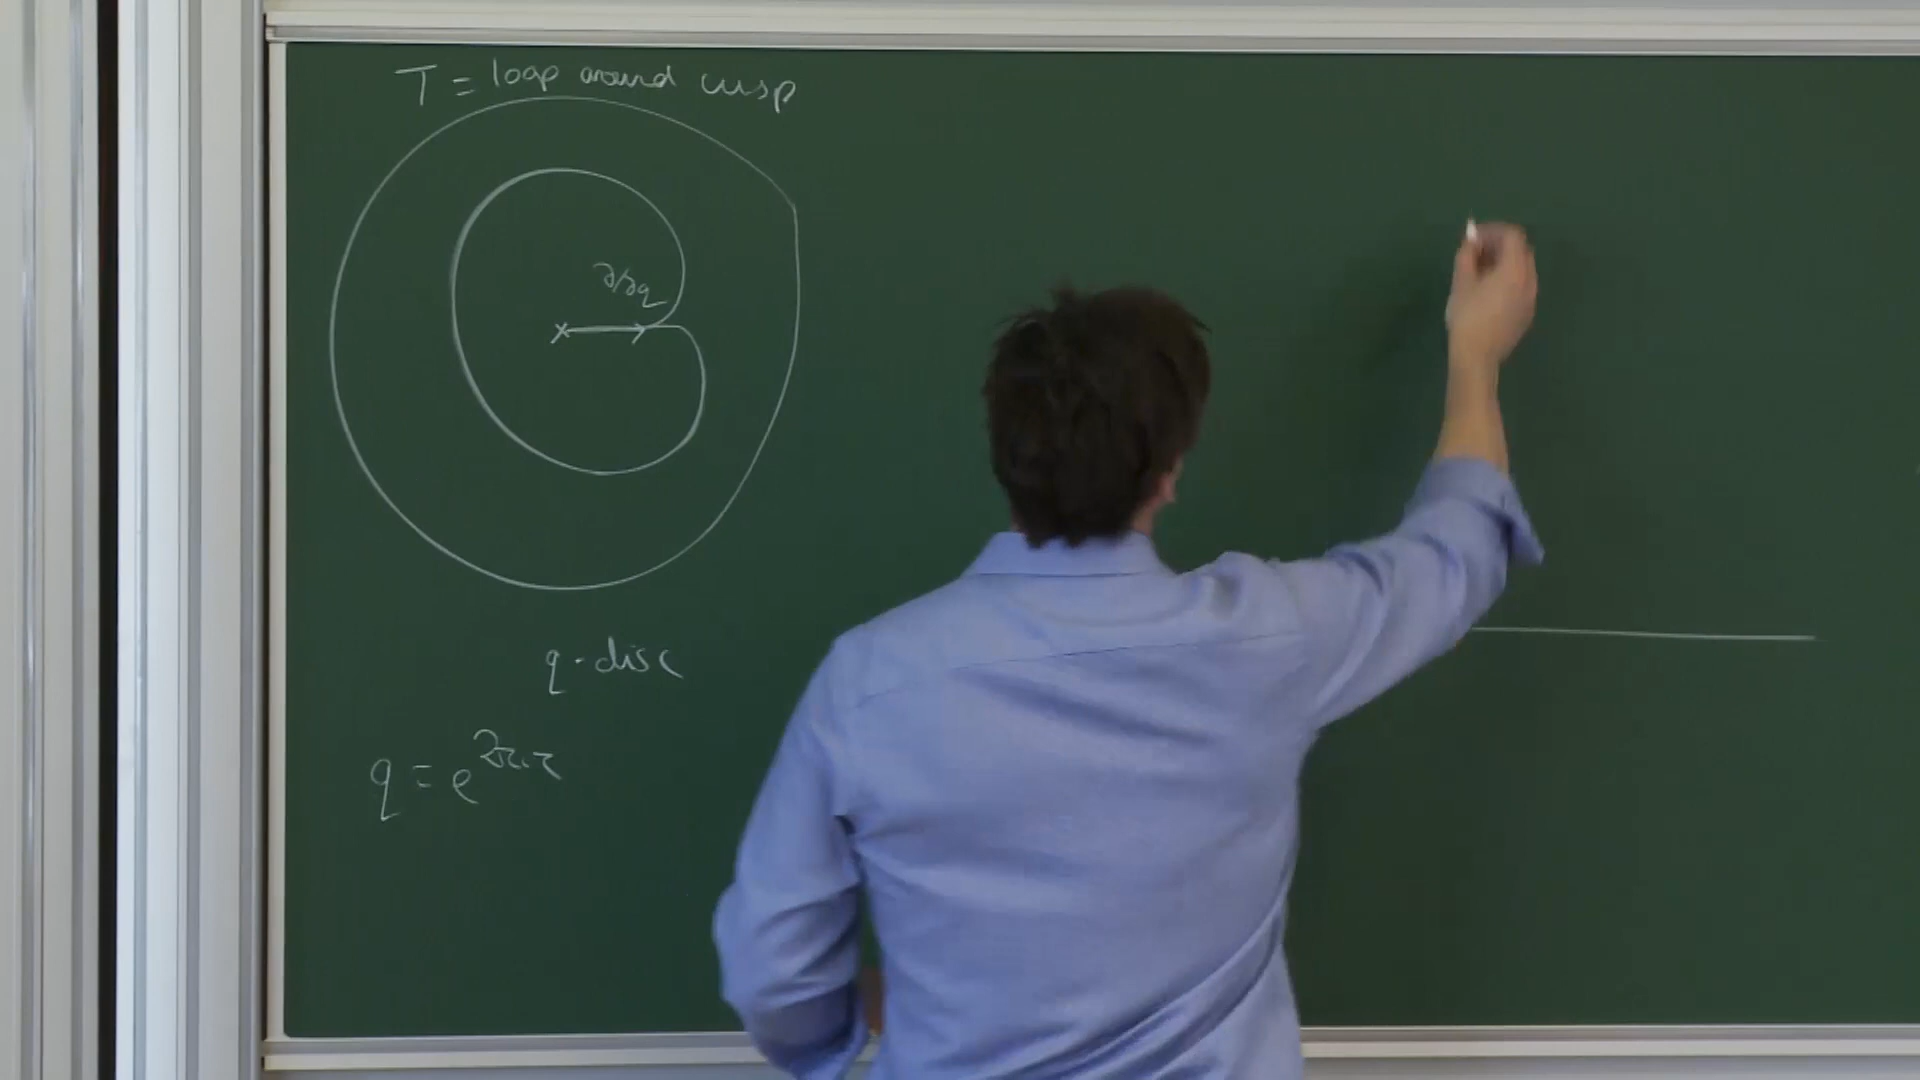 T = loop around cusp
∂/∂q
q-disc
q = e^{2πiτ}